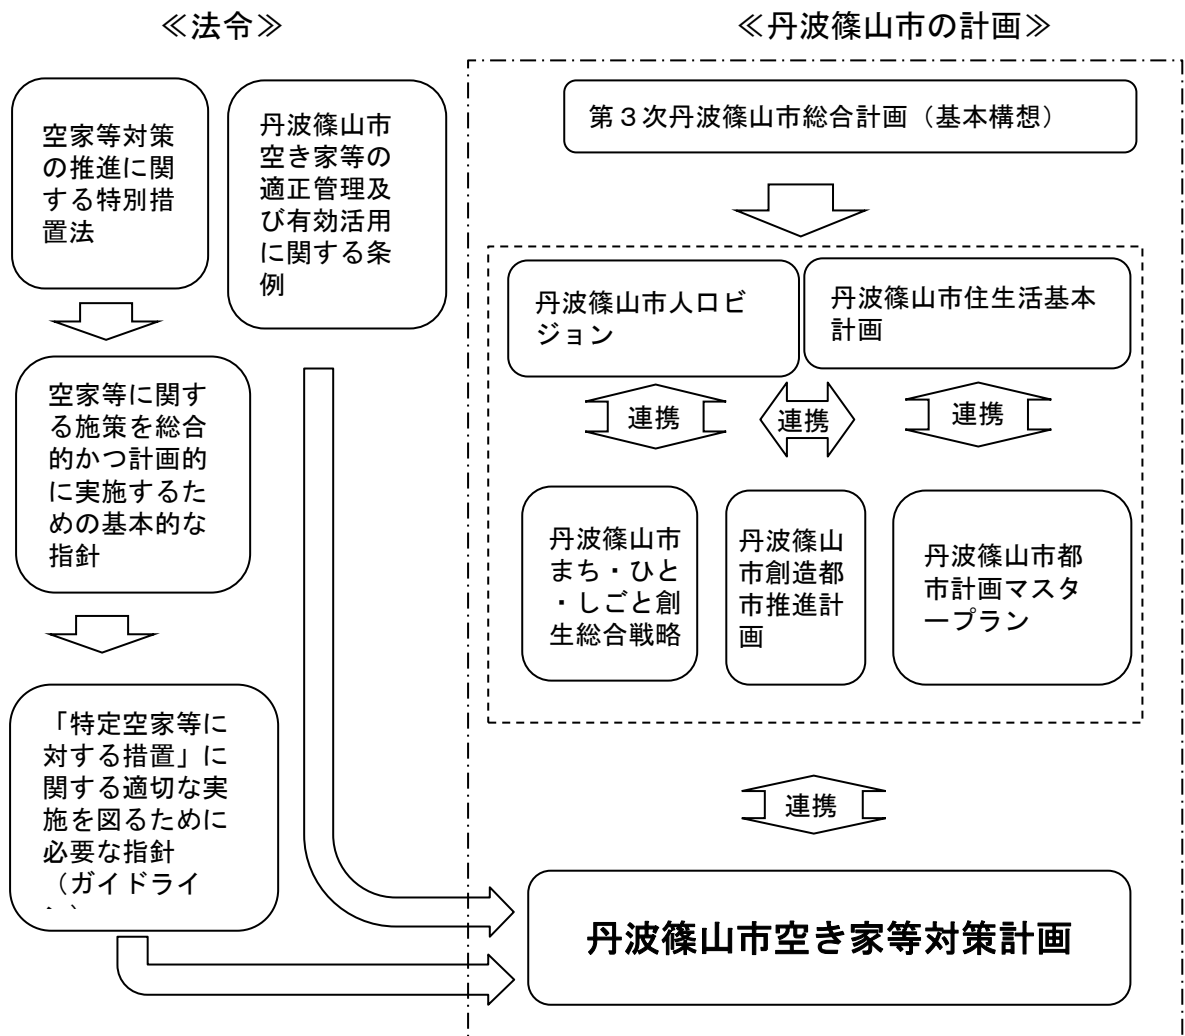 ≪法令≫
≪丹波篠山市の計画≫
空家等対策
の推進に関
する特別措
置法
丹波篠山市
空き家等の
適正管理及
び有効活用
に関する条
例
空家等に関す
る施策を総合
的かつ計画的
に実施するた
めの基本的な
指針
「特定空家等に
対する措置」に
関する適切な実
施を図るために
必要な指針
（ガイドライ
第３次丹波篠山市総合計画（基本構想）
丹波篠山市人口ビ
ジョン
丹波篠山市住生活基本
計画
連携
連携
連携
丹波篠山市
まち・ひと
・しごと創
生総合戦略
丹波篠山
市創造都
市推進計
画
丹波篠山市都
市計画マスタ
ープラン
連携
丹波篠山市空き家等対策計画